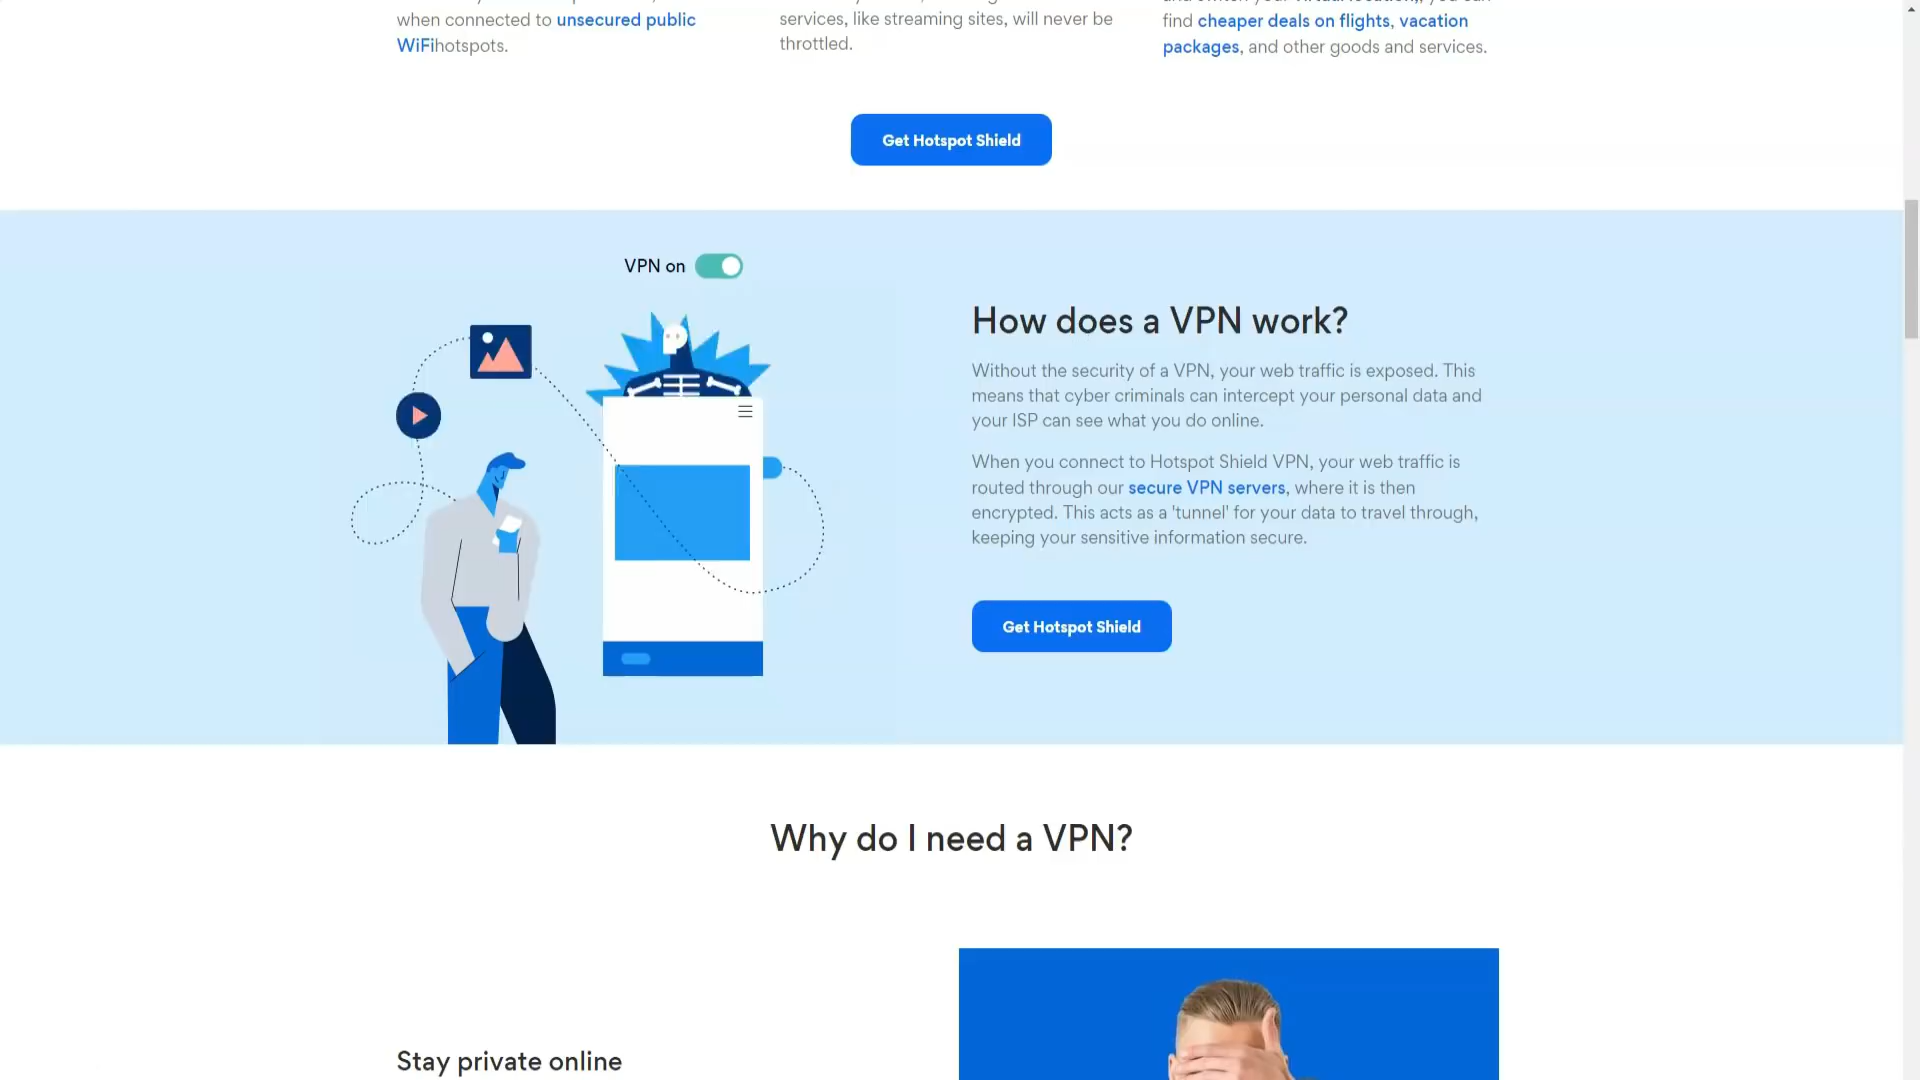 when connected to unsecured public
WiFihotspots.
services, like streaming sites, will never be
throttled.
find cheaper deals on flights, vacation
packages, and other goods and services.
Get Hotspot Shield
VPN on
How does a VPN work?
Without the security of a VPN, your web traffic is exposed. This
means that cyber criminals can intercept your personal data and
your ISP can see what you do online.
When you connect to Hotspot Shield VPN, your web traffic is
routed through our secure VPN servers, where it is then
encrypted. This acts as a 'tunnel' for your data to travel through,
keeping your sensitive information secure.
Get Hotspot Shield
Why do I need a VPN?
Stay private online